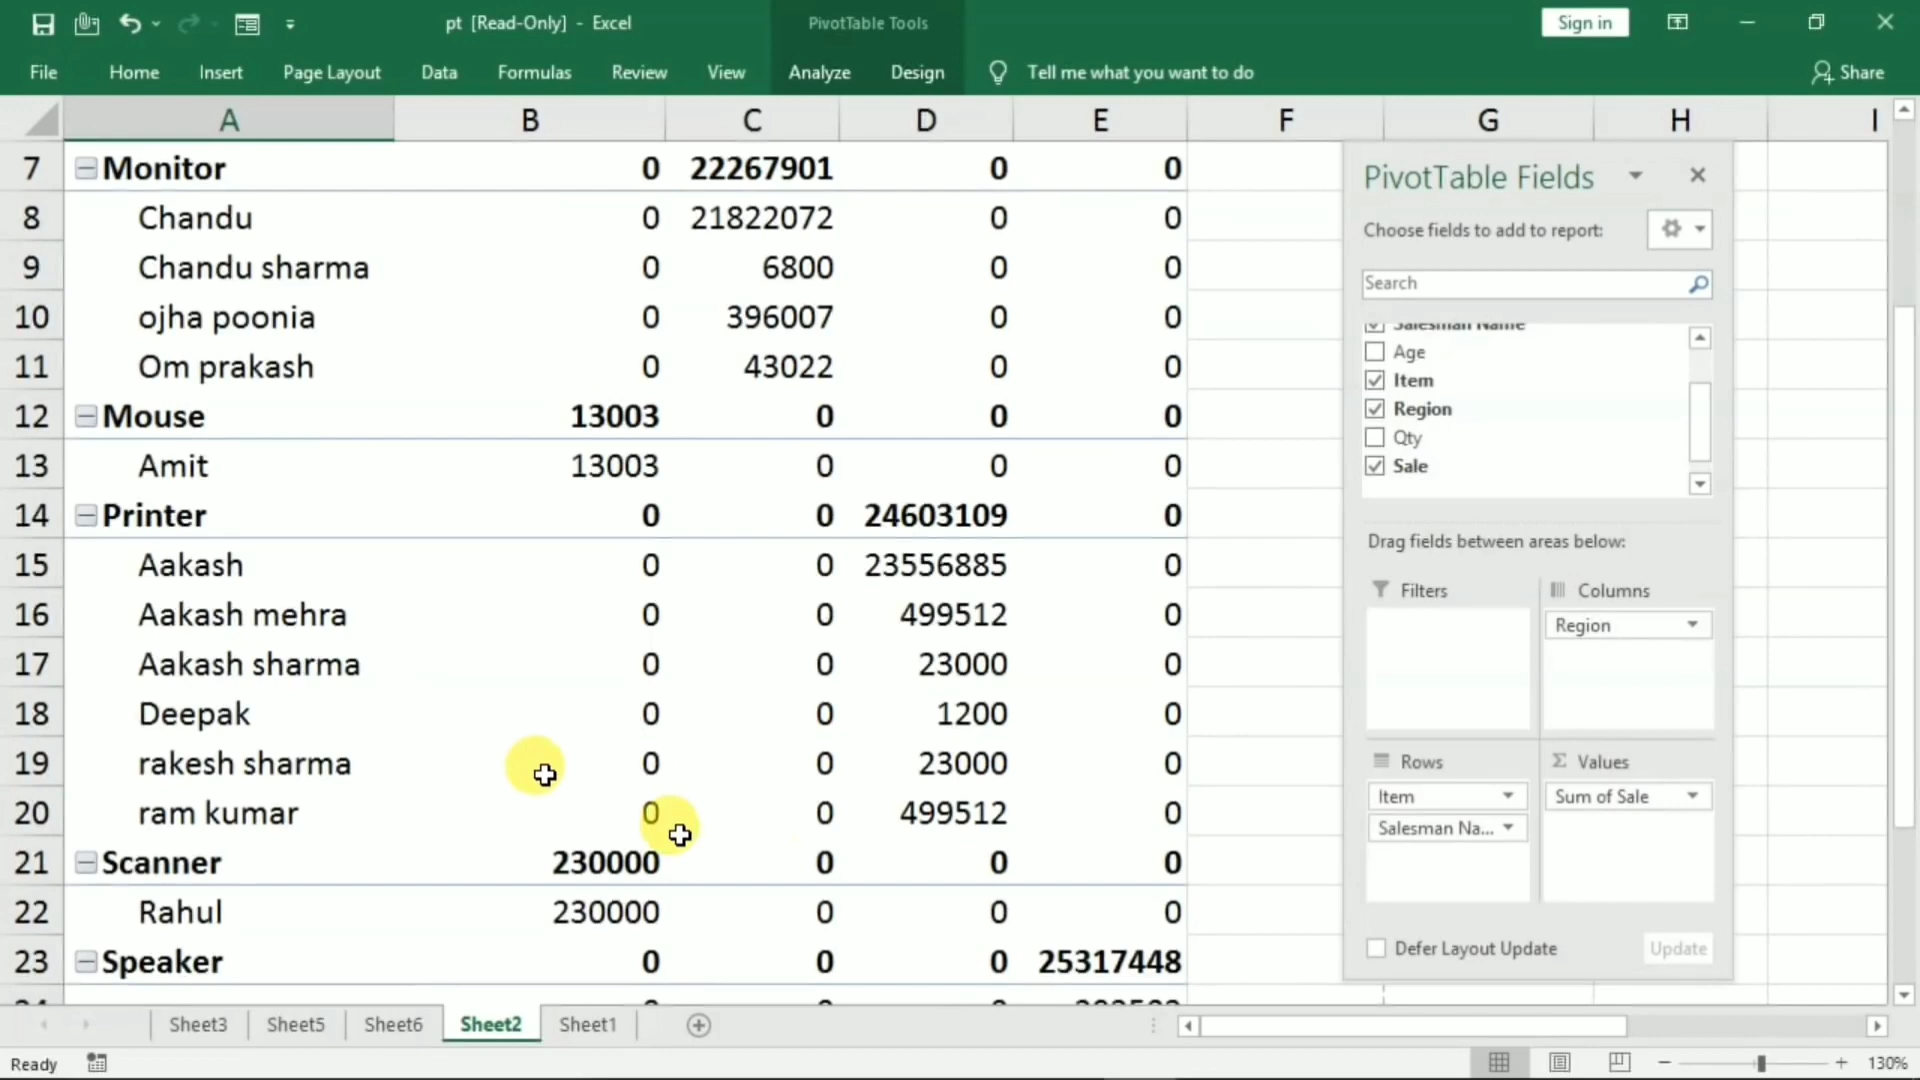 pt [Read-Only] - Excel
PivotTable Tools
Sign in
File Home Insert Page Layout Data Formulas Review View Analyze Design Tell me what you want to do Share
A B C D E F G H I
7 Monitor 0 22267901 0 0
8 Chandu 0 21822072 0 0
9 Chandu sharma 0 6800 0 0
10 ojha poonia 0 396007 0 0
11 Om prakash 0 43022 0 0
12 Mouse 13003 0 0 0
13 Amit 13003 0 0 0
14 Printer 0 0 24603109 0
15 Aakash 0 0 23556885 0
16 Aakash mehra 0 0 499512 0
17 Aakash sharma 0 0 23000 0
18 Deepak 0 0 1200 0
19 rakesh sharma 0 0 23000 0
20 ram kumar 0 0 499512 0
21 Scanner 230000 0 0 0
22 Rahul 230000 0 0 0
23 Speaker 0 0 0 25317448
PivotTable Fields
Choose fields to add to report:
Search
Salesman Name
Age
Item
Region
Qty
Sale
Drag fields between areas below:
Filters
Columns
Region
Rows
Item
Salesman Na...
Values
Sum of Sale
Defer Layout Update
Update
Sheet3 Sheet5 Sheet6 Sheet2 Sheet1
Ready
130%